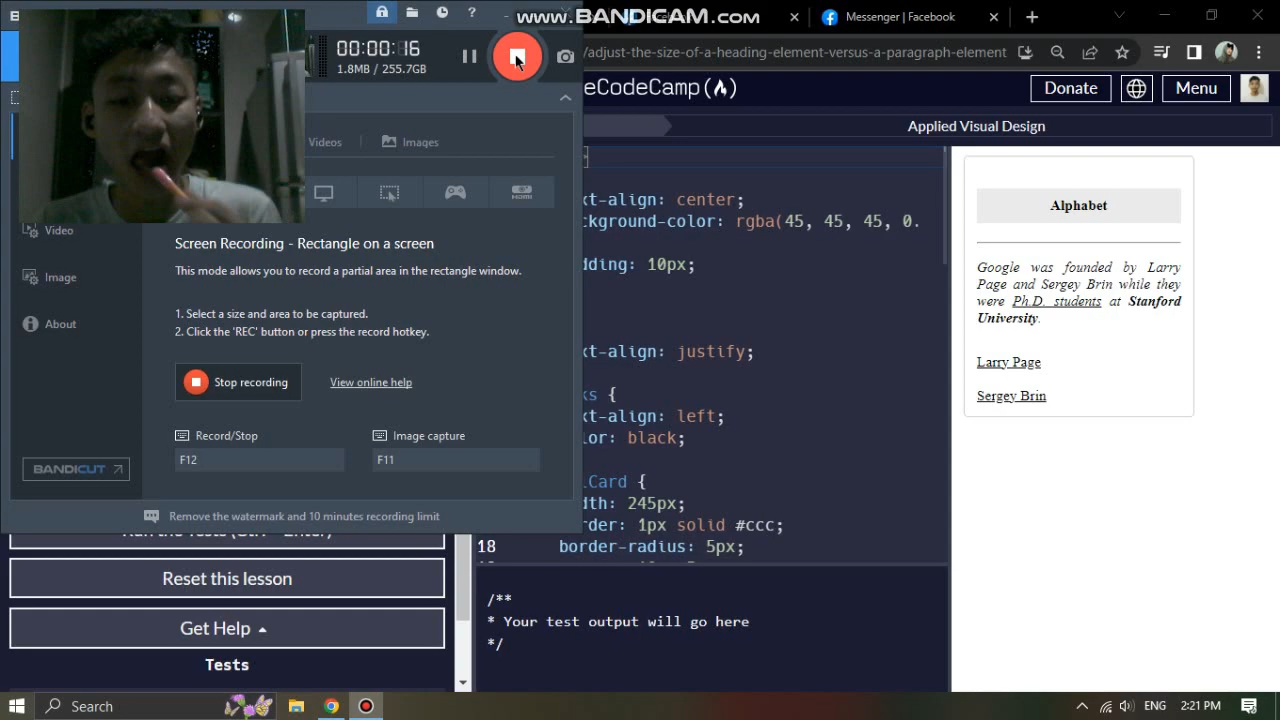 www.BANDICAM.com
Messenger | Facebook
00:00:16
1.8MB / 255.7GB
/adjust-the-size-of-a-heading-element-versus-a-paragraph-element
eCodeCamp
Donate
Menu
Applied Visual Design
Videos
Images
HDMI
xt-align: center;
ckground-color: rgba(45, 45, 45, 0.
dding: 10px;
xt-align: justify;
ks {
xt-align: left;
lor: black;
lCard {
dth: 245px;
rder: 1px solid #ccc;
18 border-radius: 5px;
Alphabet
Google was founded by Larry
Page and Sergey Brin while they
were Ph.D. students at Stanford
University.
Larry Page
Sergey Brin
Video
Image
About
BANDICUT
Screen Recording - Rectangle on a screen
This mode allows you to record a partial area in the rectangle window.
1. Select a size and area to be captured.
2. Click the 'REC' button or press the record hotkey.
Stop recording
View online help
Record/Stop
Image capture
F12
F11
Remove the watermark and 10 minutes recording limit
Reset this lesson
Get Help
Tests
/**
* Your test output will go here
*/
Search
ENG
2:21 PM